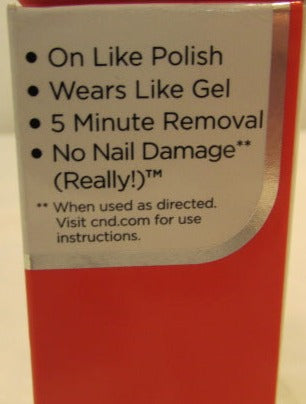 • On Like Polish
• Wears Like Gel
• 5 Minute Removal
• No Nail Damage**
(Really!)™
** When used as directed.
Visit cnd.com for use
instructions.